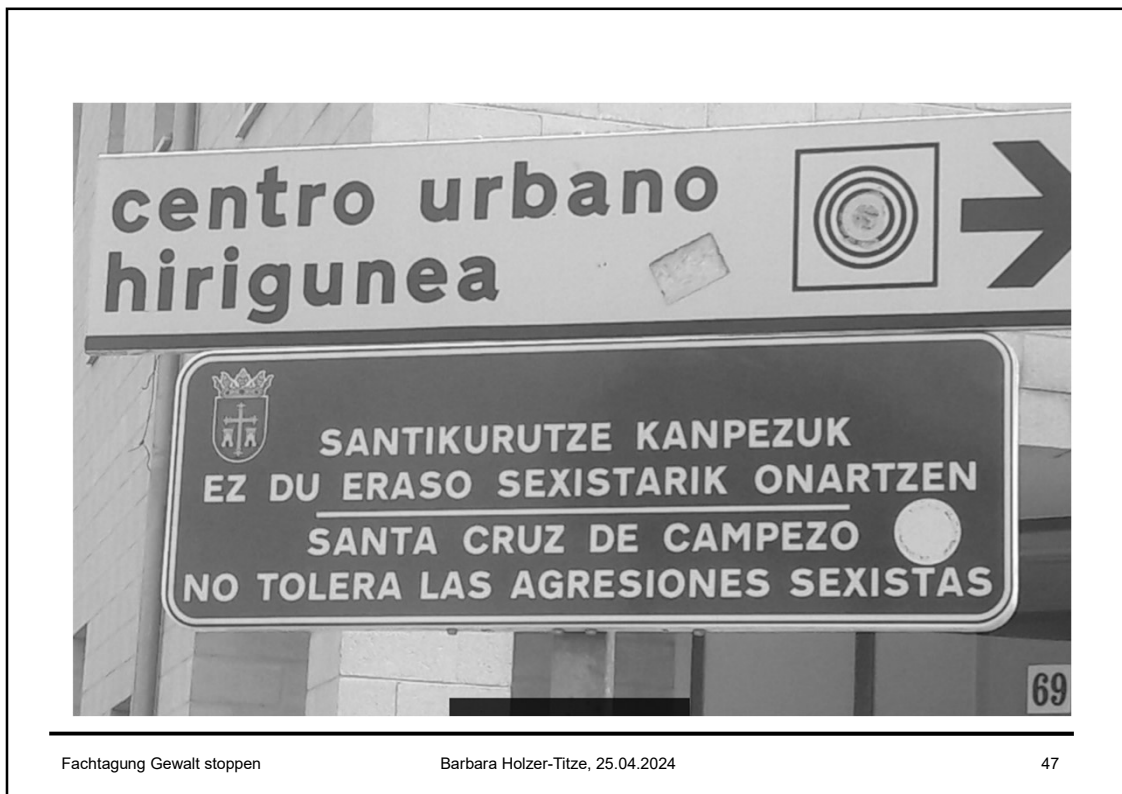 centro urbano
hirigunea
SANTIKURUTZE KANPEZUK
EZ DU ERASO SEXISTARIK ONARTZEN
SANTA CRUZ DE CAMPEZO
NO TOLERA LAS AGRESIONES SEXISTAS
69
Fachtagung Gewalt stoppen Barbara Holzer-Titze, 25.04.2024 47